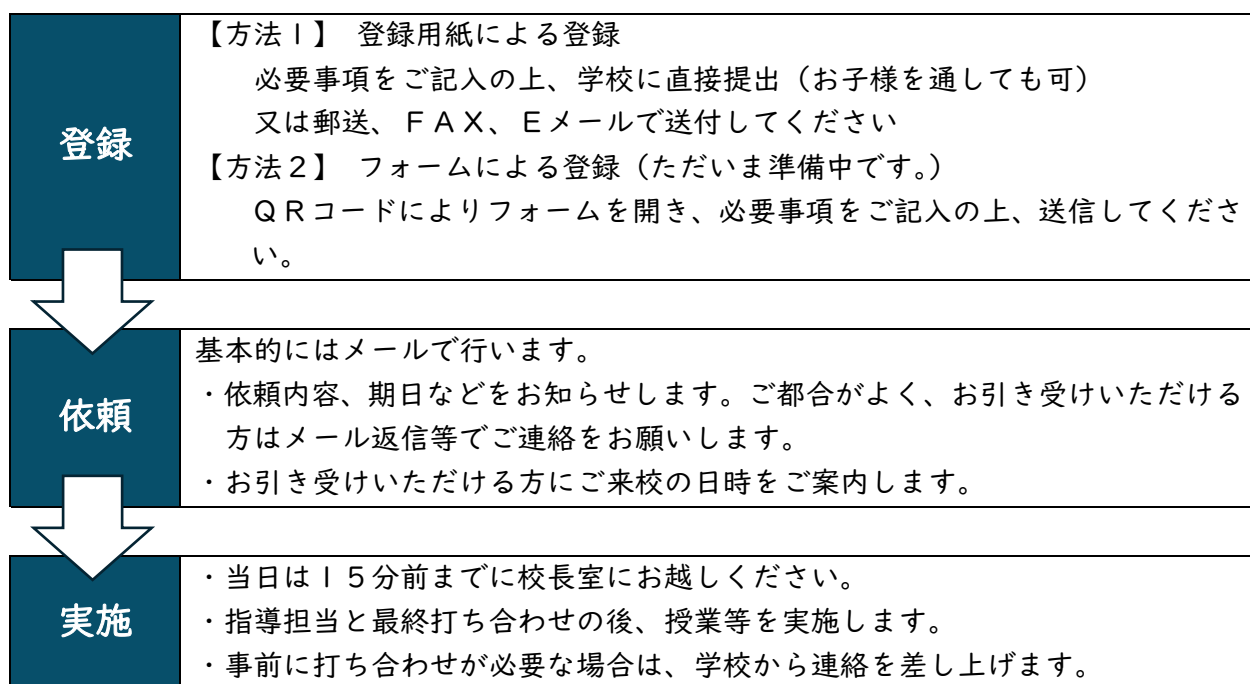 登録
【方法１】 登録用紙による登録
必要事項をご記入の上、学校に直接提出（お子様を通しても可）
又は郵送、ＦＡＸ、Ｅメールで送付してください
【方法２】 フォームによる登録（ただいま準備中です。）
ＱＲコードによりフォームを開き、必要事項をご記入の上、送信してくださ
い。
依頼
基本的にはメールで行います。
・依頼内容、期日などをお知らせします。ご都合がよく、お引き受けいただける
方はメール返信等でご連絡をお願いします。
・お引き受けいただける方にご来校の日時をご案内します。
実施
・当日は１５分前までに校長室にお越しください。
・指導担当と最終打ち合わせの後、授業等を実施します。
・事前に打ち合わせが必要な場合は、学校から連絡を差し上げます。